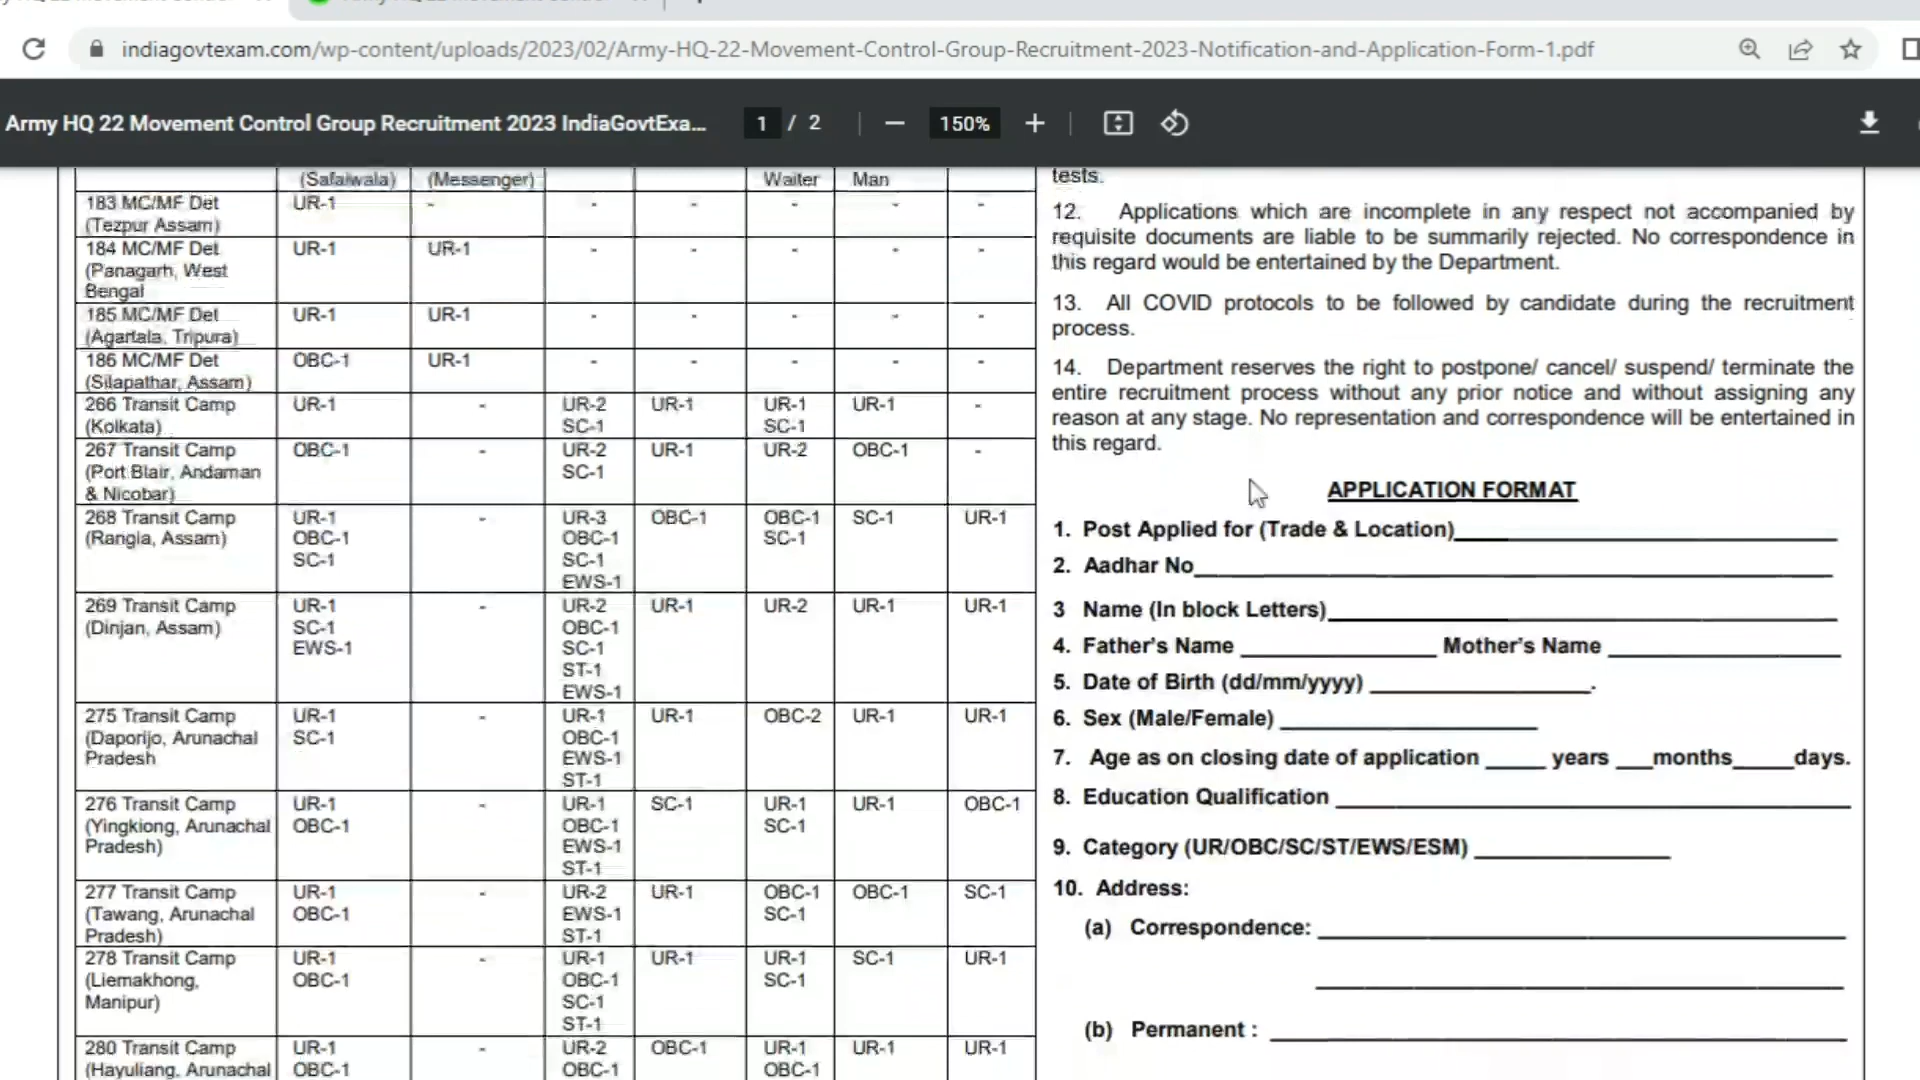 indiagovtexam.com/wp-content/uploads/2023/02/Army-HQ-22-Movement-Control-Group-Recruitment-2023-Notification-and-Application-Form-1.pdf
Army HQ 22 Movement Control Group Recruitment 2023 IndiaGovtExa...
1 / 2
150%
(Safaiwala) (Messenger) Waiter Man
183 MC/MF Det UR-1 - - - - - -
(Tezpur Assam)
184 MC/MF Det UR-1 UR-1 - - - - -
(Panagarh, West
Bengal
185 MC/MF Det UR-1 UR-1 - - - - -
(Agartala, Tripura)
186 MC/MF Det OBC-1 UR-1 - - - - -
(Silapathar, Assam)
266 Transit Camp UR-1 - UR-2 UR-1 UR-1 UR-1 -
(Kolkata) SC-1 SC-1
267 Transit Camp OBC-1 - UR-2 UR-1 UR-2 OBC-1 -
(Port Blair, Andaman SC-1
& Nicobar)
268 Transit Camp UR-1 - UR-3 OBC-1 OBC-1 SC-1 UR-1
(Rangia, Assam) OBC-1 OBC-1 SC-1
SC-1 SC-1
EWS-1
269 Transit Camp UR-1 - UR-2 UR-1 UR-2 UR-1 UR-1
(Dinjan, Assam) SC-1 OBC-1
EWS-1 SC-1
ST-1
EWS-1
275 Transit Camp UR-1 - UR-1 UR-1 OBC-2 UR-1 UR-1
(Daporijo, Arunachal SC-1 OBC-1
Pradesh EWS-1
ST-1
276 Transit Camp UR-1 - UR-1 SC-1 UR-1 UR-1 OBC-1
(Yingkiong, Arunachal OBC-1 OBC-1 SC-1
Pradesh) EWS-1
ST-1
277 Transit Camp UR-1 - UR-2 UR-1 OBC-1 OBC-1 SC-1
(Tawang, Arunachal OBC-1 EWS-1 SC-1
Pradesh) ST-1
278 Transit Camp UR-1 - UR-1 UR-1 UR-1 SC-1 UR-1
(Liemakhong, OBC-1 OBC-1 SC-1
Manipur) SC-1
ST-1
280 Transit Camp UR-1 - UR-2 OBC-1 UR-1 UR-1 UR-1
(Hayuliang, Arunachal OBC-1 OBC-1 OBC-1
tests.
12. Applications which are incomplete in any respect not accompanied by
requisite documents are liable to be summarily rejected. No correspondence in
this regard would be entertained by the Department.
13. All COVID protocols to be followed by candidate during the recruitment
process.
14. Department reserves the right to postpone/ cancel/ suspend/ terminate the
entire recruitment process without any prior notice and without assigning any
reason at any stage. No representation and correspondence will be entertained in
this regard.
APPLICATION FORMAT
1. Post Applied for (Trade & Location)
2. Aadhar No
3 Name (In block Letters)
4. Father's Name Mother's Name
5. Date of Birth (dd/mm/yyyy) .
6. Sex (Male/Female)
7. Age as on closing date of application years months days.
8. Education Qualification
9. Category (UR/OBC/SC/ST/EWS/ESM)
10. Address:
(a) Correspondence:
(b) Permanent :